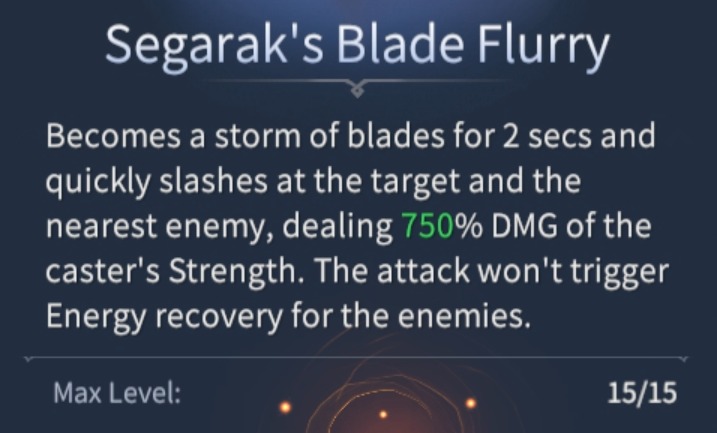 Segarak's Blade Flurry
Becomes a storm of blades for 2 secs and
quickly slashes at the target and the
nearest enemy, dealing 750% DMG of the
caster's Strength. The attack won't trigger
Energy recovery for the enemies.
Max Level: 15/15